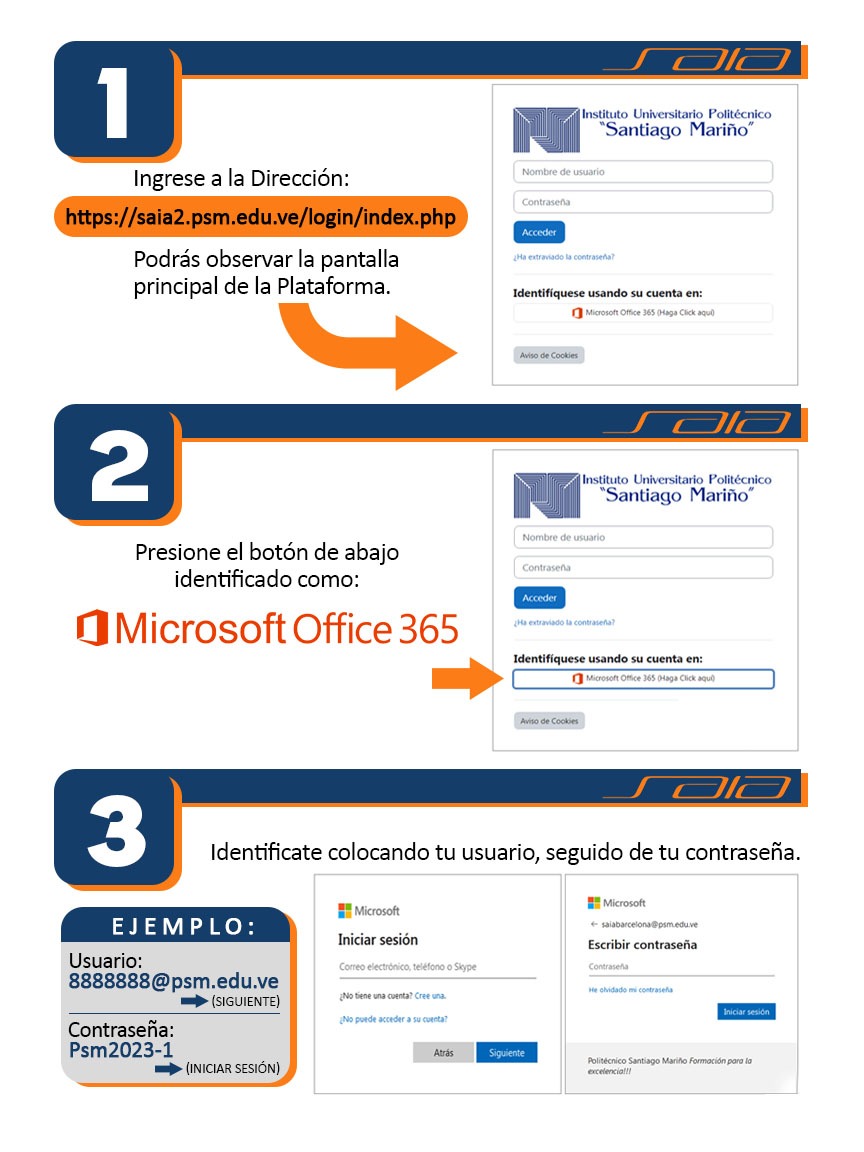 1
saia
Instituto Universitario Politécnico
"Santiago Mariño"
Nombre de usuario
Contraseña
Acceder
¿Ha extraviado la contraseña?
Identifíquese usando su cuenta en:
Microsoft Office 365 (Haga Click aquí)
Aviso de Cookies
Ingrese a la Dirección:
https://saia2.psm.edu.ve/login/index.php
Podrás observar la pantalla
principal de la Plataforma.
2
saia
Instituto Universitario Politécnico
"Santiago Mariño"
Nombre de usuario
Contraseña
Acceder
¿Ha extraviado la contraseña?
Identifíquese usando su cuenta en:
Microsoft Office 365 (Haga Click aquí)
Aviso de Cookies
Presione el botón de abajo
identificado como:
Microsoft Office 365
3
saia
Identificate colocando tu usuario, seguido de tu contraseña.
EJEMPLO:
Usuario:
8888888@psm.edu.ve
(SIGUIENTE)
Contraseña:
Psm2023-1
(INICIAR SESIÓN)
Microsoft
Iniciar sesión
Correo electrónico, teléfono o Skype
¿No tiene una cuenta? Cree una.
¿No puede acceder a su cuenta?
Atrás
Siguiente
Microsoft
← saiabarcelona@psm.edu.ve
Escribir contraseña
Contraseña
He olvidado mi contraseña
Iniciar sesión
Politécnico Santiago Mariño Formación para la
excelencia!!!